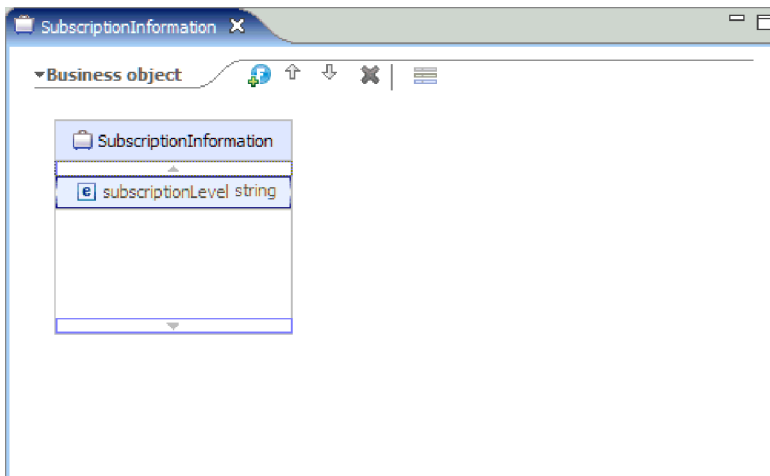 SubscriptionInformation
Business object
SubscriptionInformation
e subscriptionLevel string